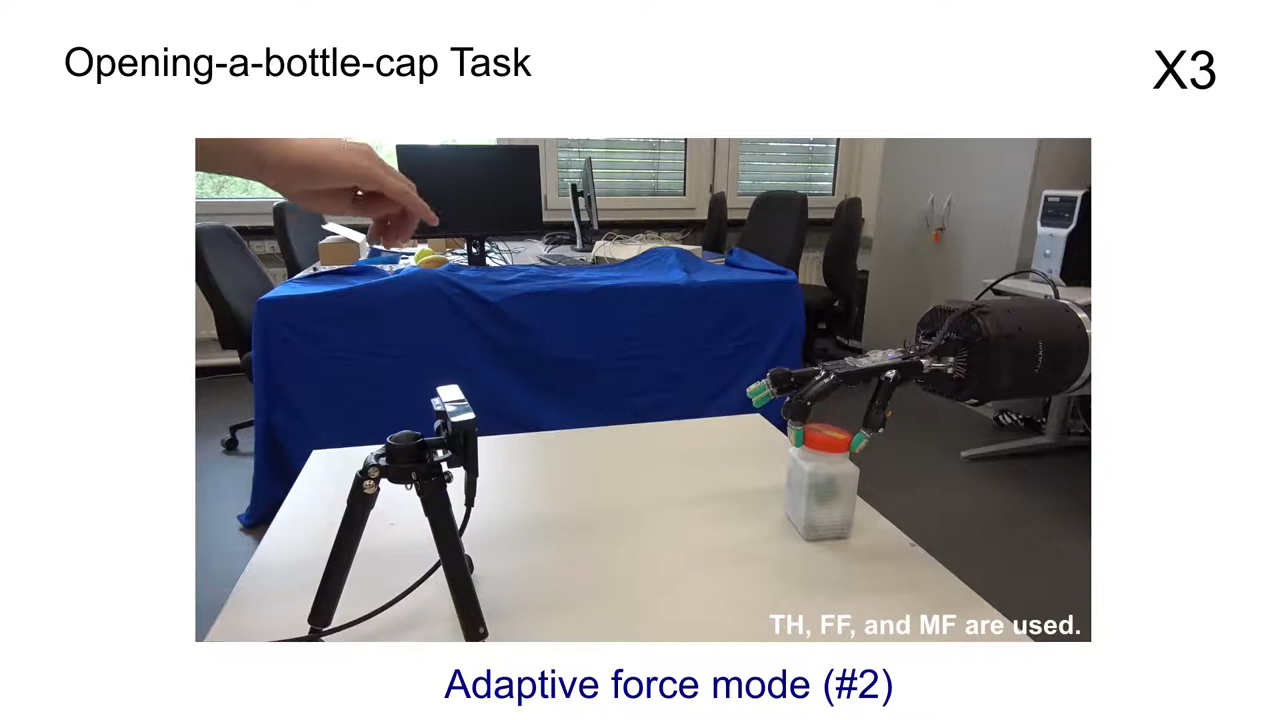 Opening-a-bottle-cap Task
X3
TH, FF, and MF are used.
Adaptive force mode (#2)